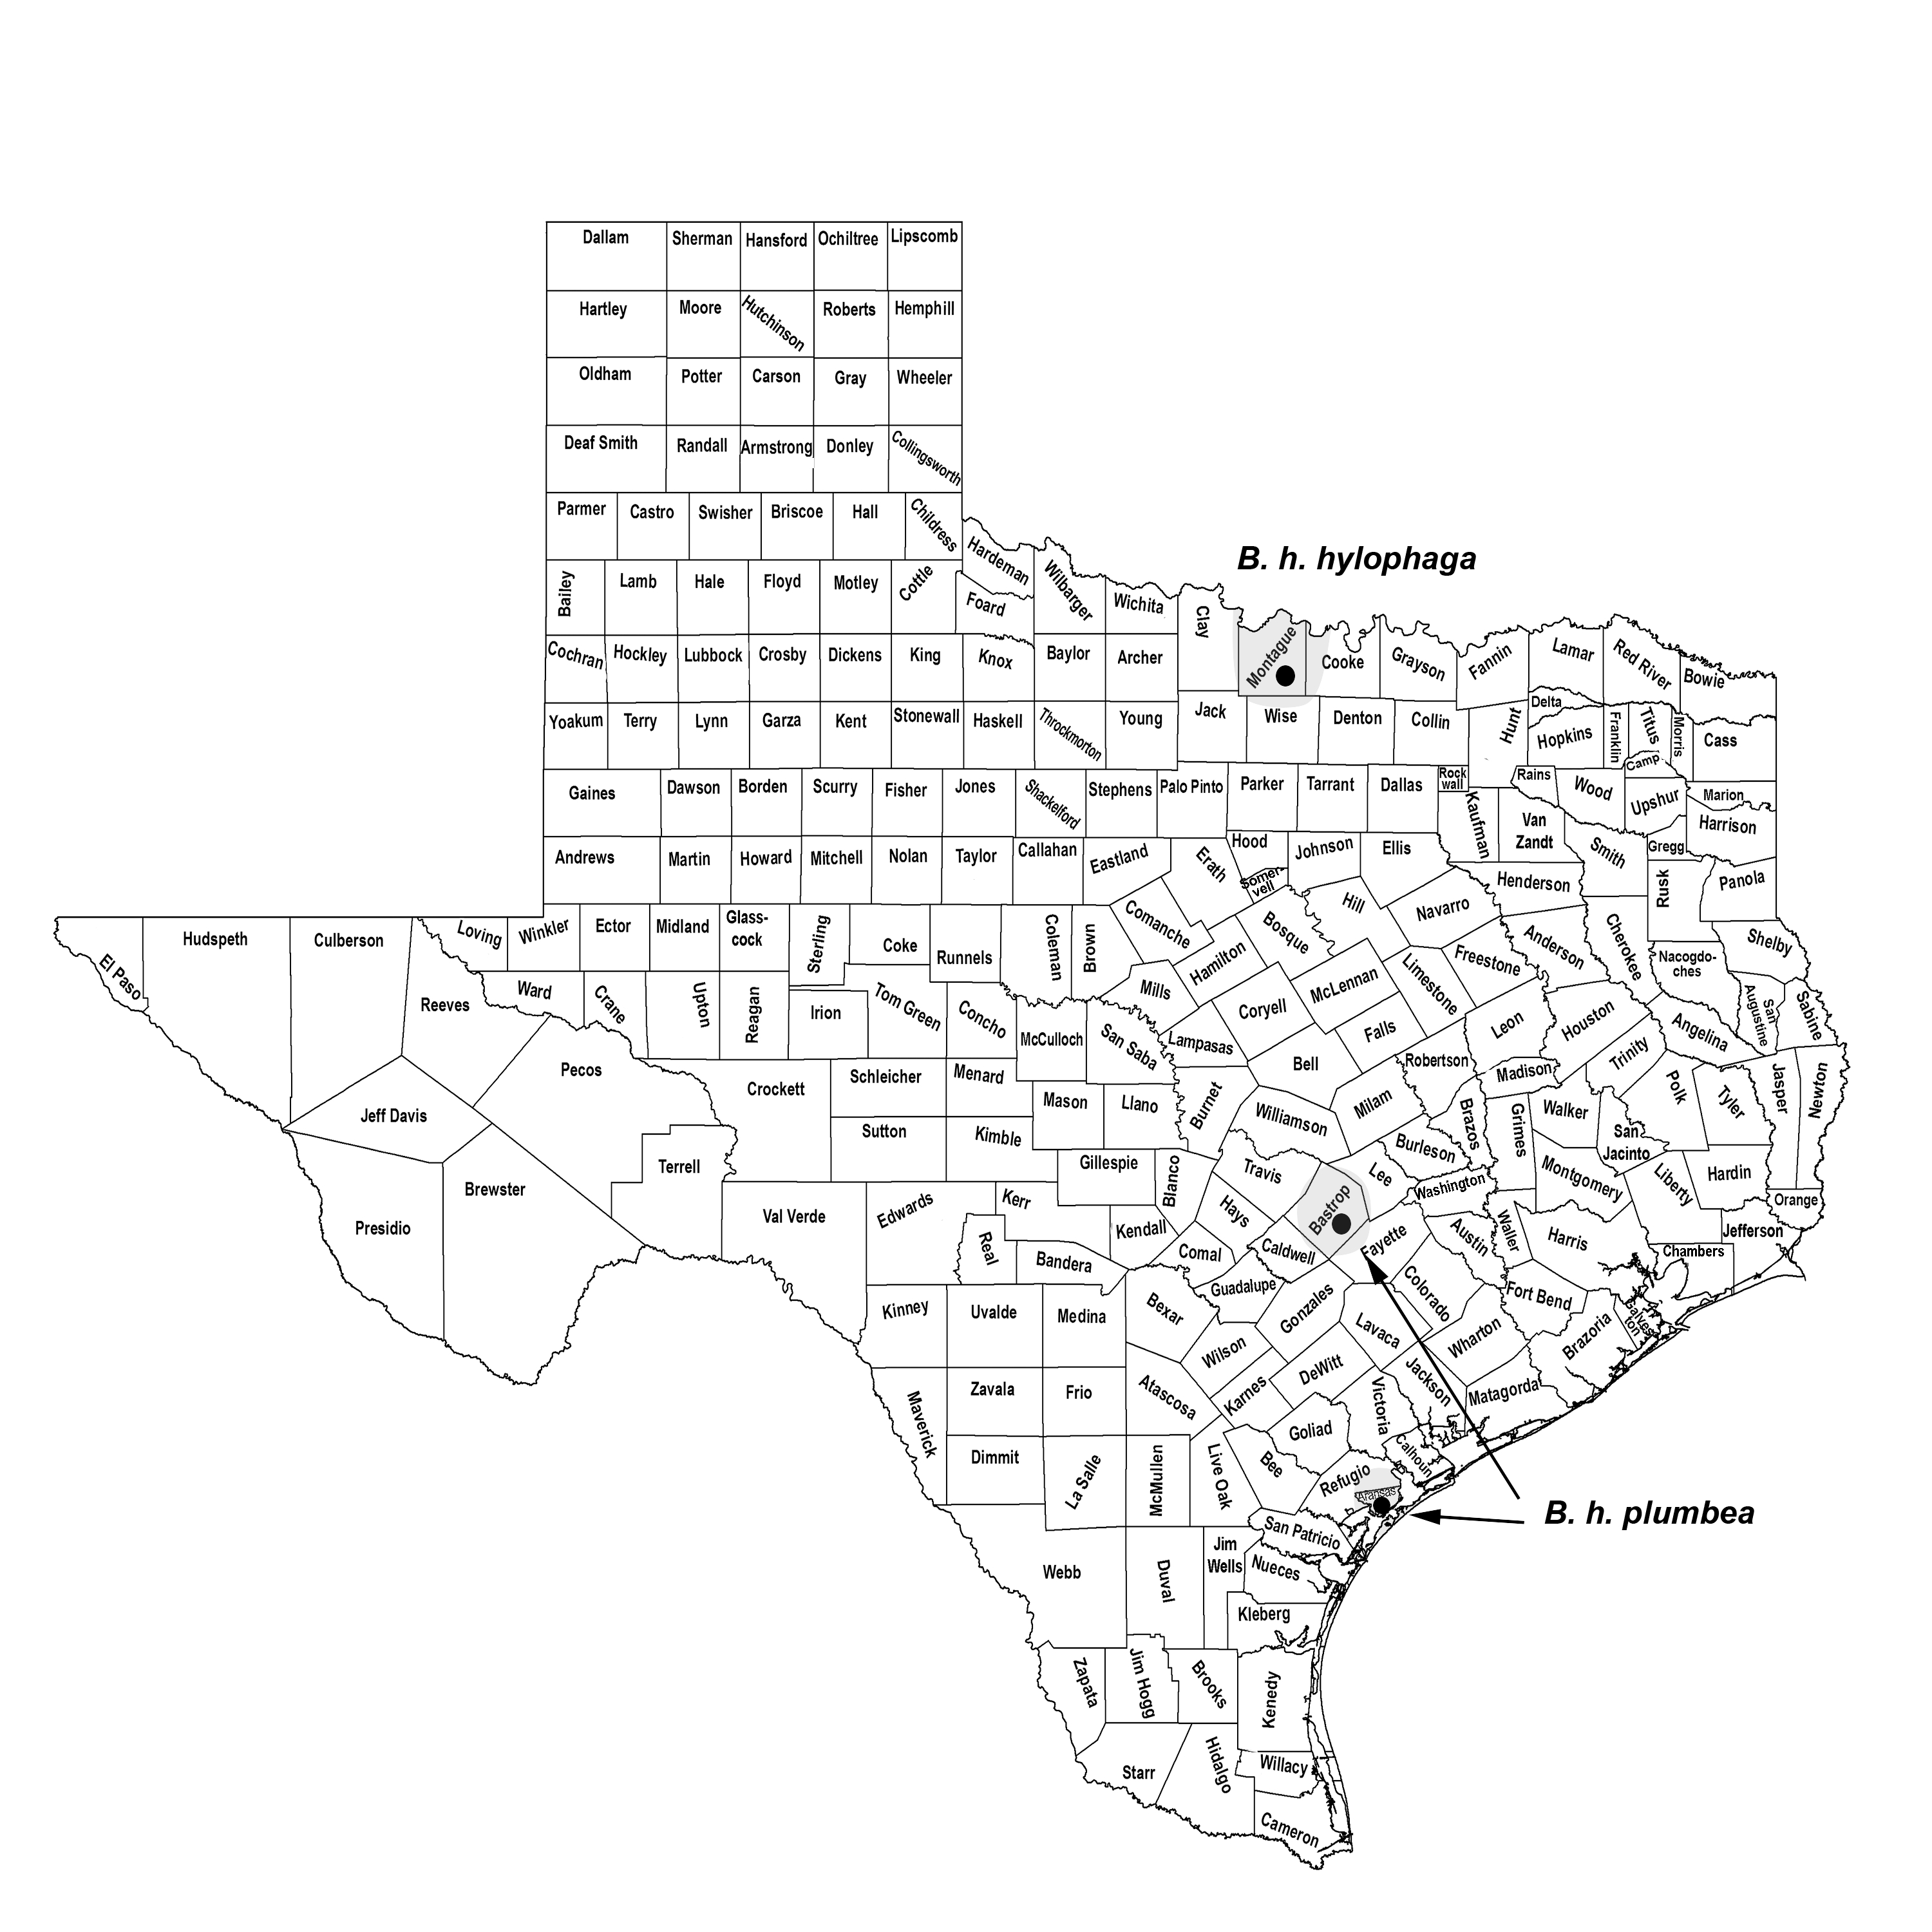 Dallam
Sherman
Hansford
Ochiltree
Lipscomb
Hartley
Moore
Hutchinson
Roberts
Hemphill
Oldham
Potter
Carson
Gray
Wheeler
Deaf Smith
Randall
Armstrong
Donley
Collingsworth
Parmer
Castro
Swisher
Briscoe
Hall
Childress
Hardeman
Bailey
Lamb
Hale
Floyd
Motley
Cottle
Foard
Wilbarger
Wichita
Clay
B. h. hylophaga
Montague
Cochran
Hockley
Lubbock
Crosby
Dickens
King
Knox
Baylor
Archer
Cooke
Grayson
Fannin
Lamar
Red River
Bowie
Yoakum
Terry
Lynn
Garza
Kent
Stonewall
Haskell
Throckmorton
Young
Jack
Wise
Denton
Collin
Hunt
Delta
Hopkins
Franklin
Titus
Morris
Cass
Camp
Gaines
Dawson
Borden
Scurry
Fisher
Jones
Shackelford
Stephens
Palo Pinto
Parker
Tarrant
Dallas
Rock
wall
Kaufman
Rains
Wood
Upshur
Marion
Harrison
Van
Zandt
Smith
Gregg
Andrews
Martin
Howard
Mitchell
Nolan
Taylor
Callahan
Eastland
Erath
Hood
Somer-
vell
Johnson
Ellis
Henderson
Rusk
Panola
El Paso
Hudspeth
Culberson
Loving
Winkler
Ector
Midland
Glass-
cock
Sterling
Coke
Runnels
Coleman
Brown
Comanche
Hamilton
Bosque
Hill
Navarro
Anderson
Cherokee
Nacogdo-
ches
Shelby
Reeves
Ward
Crane
Upton
Reagan
Irion
Tom Green
Concho
McCulloch
San Saba
Mills
Lampasas
Coryell
McLennan
Limestone
Freestone
Falls
Leon
Houston
Angelina
San
Augustine
Sabine
Jeff Davis
Pecos
Crockett
Schleicher
Menard
Mason
Llano
Burnet
Bell
Williamson
Milam
Robertson
Madison
Brazos
Grimes
Walker
Trinity
Polk
Tyler
Jasper
Newton
San
Jacinto
Presidio
Brewster
Terrell
Val Verde
Sutton
Kimble
Gillespie
Blanco
Travis
Hays
Bastrop
Lee
Burleson
Washington
Montgomery
Liberty
Hardin
Orange
Jefferson
Chambers
Edwards
Kerr
Real
Kendall
Bandera
Comal
Caldwell
Fayette
Austin
Waller
Harris
Guadalupe
Gonzales
Colorado
Fort Bend
Galves-
ton
Brazoria
Kinney
Uvalde
Medina
Bexar
Wilson
Lavaca
Wharton
Matagorda
Maverick
Zavala
Frio
Atascosa
Karnes
DeWitt
Jackson
Victoria
Goliad
Calhoun
Dimmit
La Salle
McMullen
Live Oak
Bee
Refugio
Aransas
B. h. plumbea
San Patricio
Webb
Duval
Jim
Wells
Nueces
Kleberg
Zapata
Jim Hogg
Brooks
Kenedy
Starr
Hidalgo
Willacy
Cameron